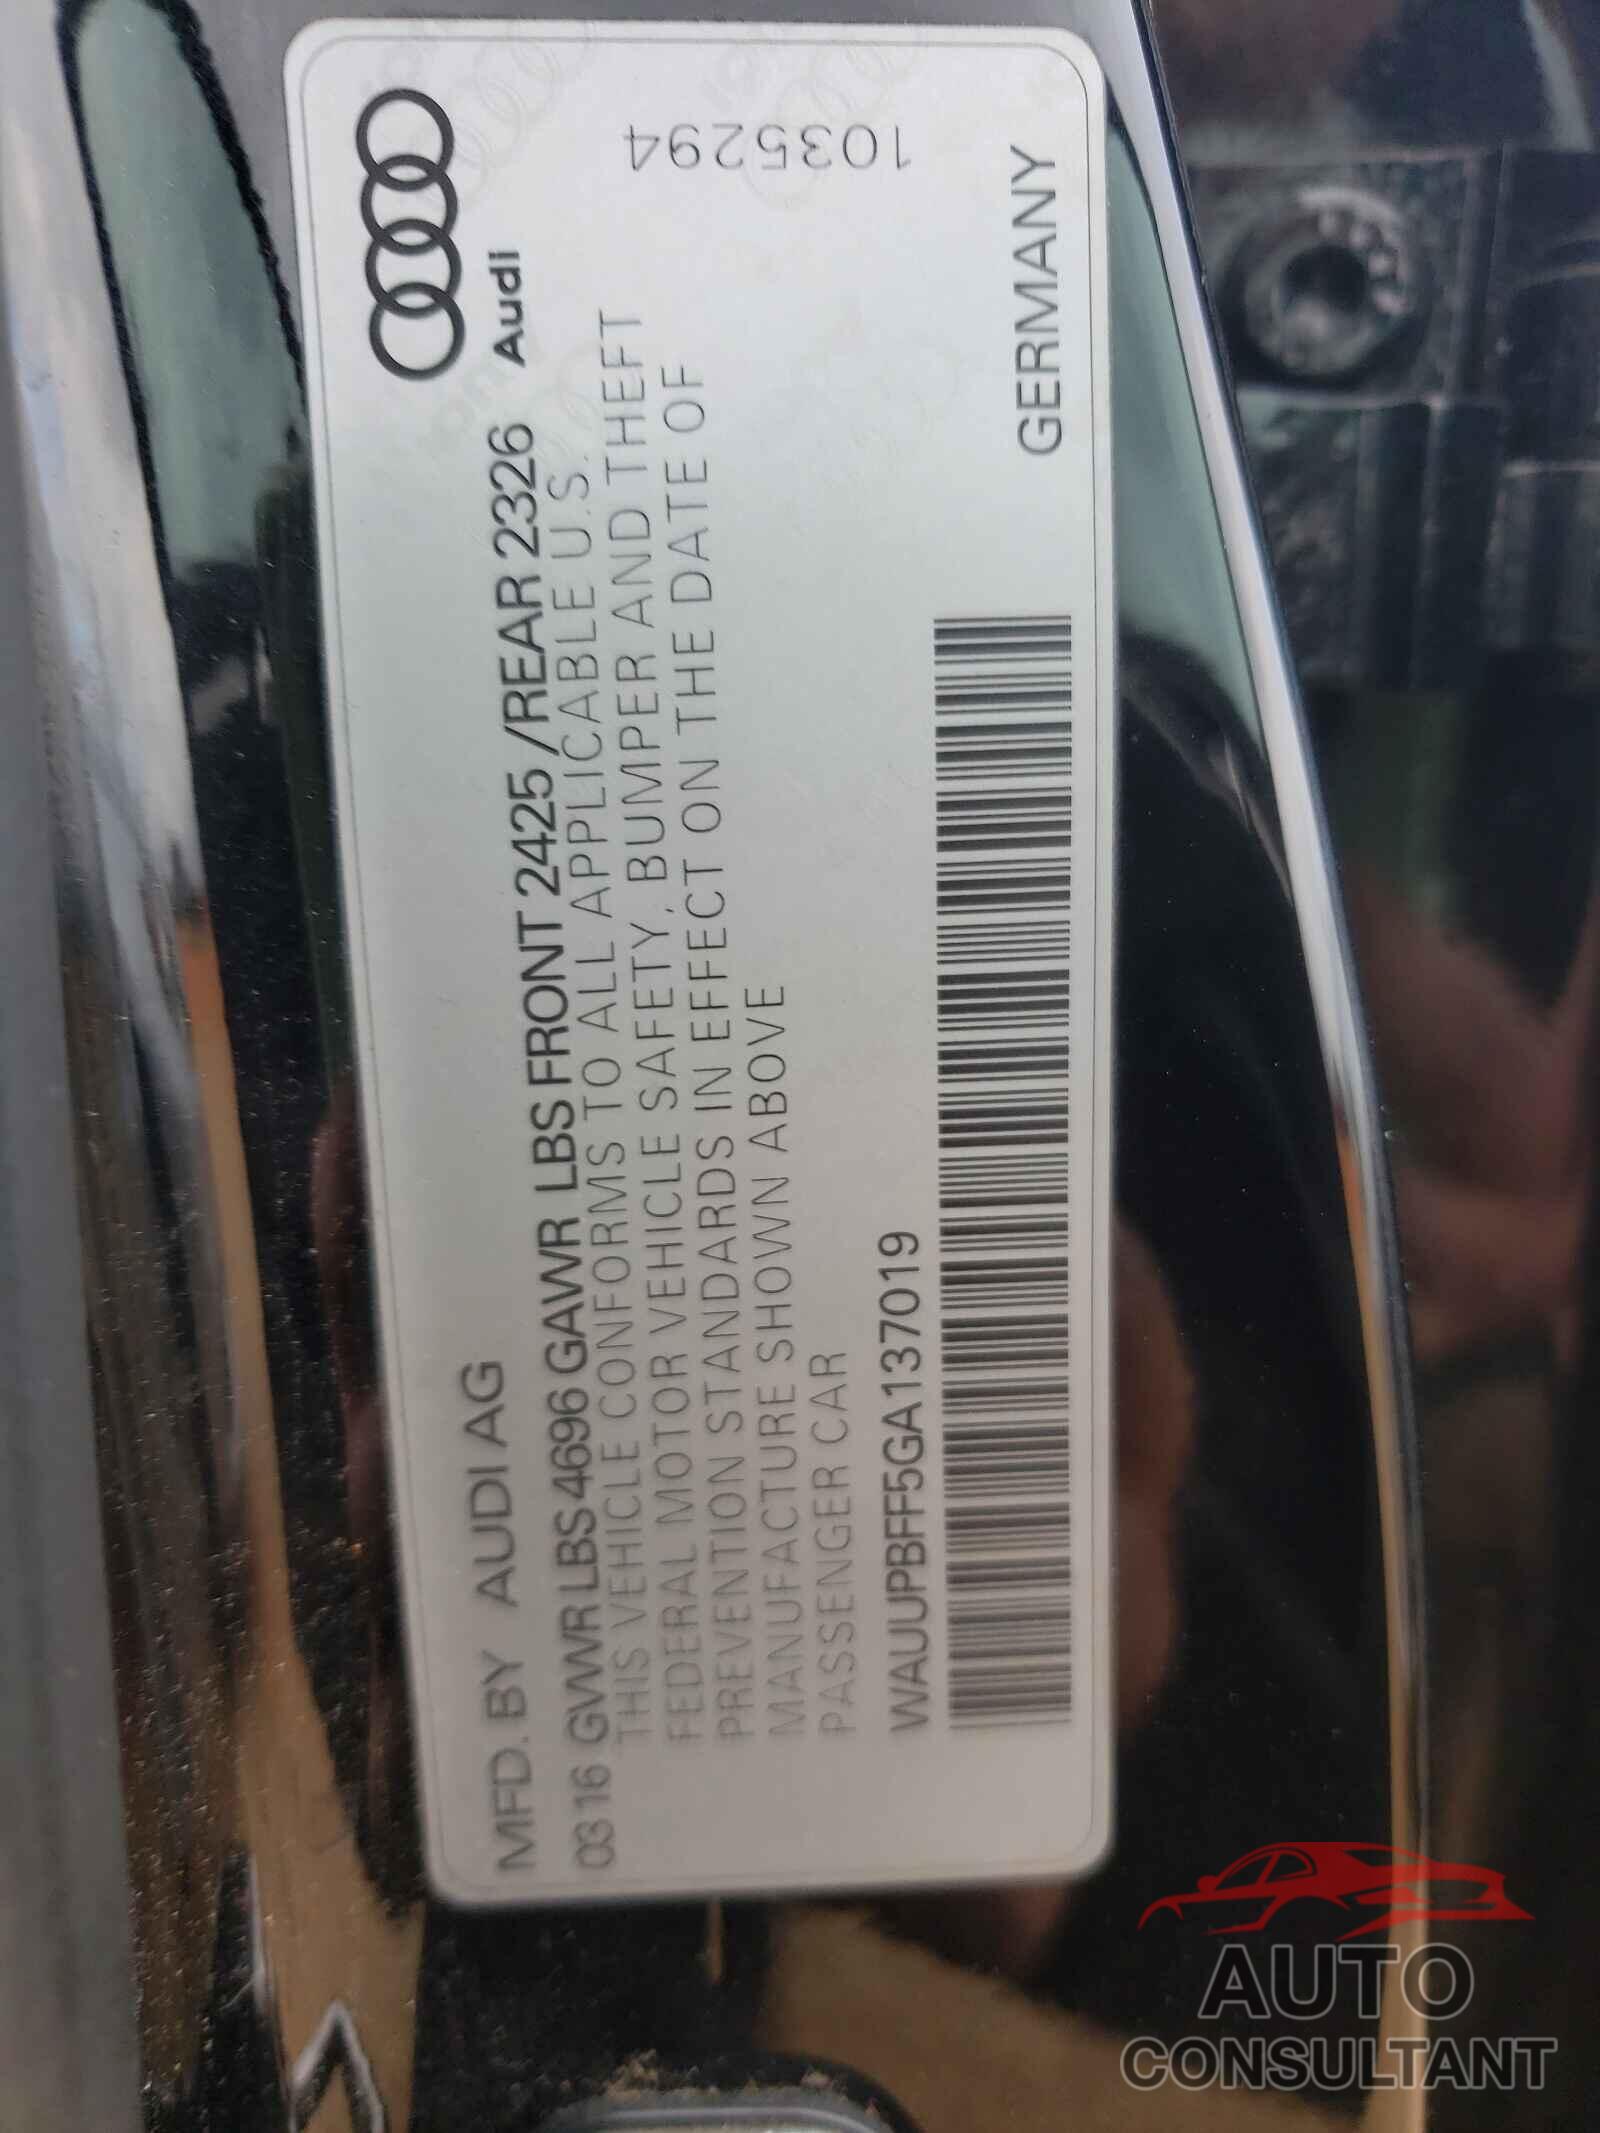 MFD. BY AUDI AG
03 16 GVWR LBS 4696 GAWR LBS FRONT 2425 /REAR 2326
Audi
THIS VEHICLE CONFORMS TO ALL APPLICABLE U.S.
FEDERAL MOTOR VEHICLE SAFETY, BUMPER AND THEFT
PREVENTION STANDARDS IN EFFECT ON THE DATE OF
MANUFACTURE SHOWN ABOVE
PASSENGER CAR
1035294
WAUUPBFF5GA137019
GERMANY
AUTO
CONSULTANT